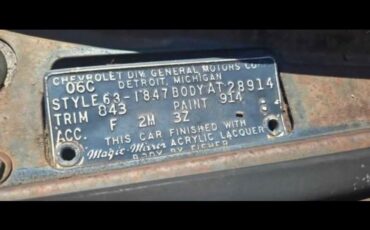 CHEVROLET DIV. GENERAL MOTORS CO
06C DETROIT, MICHIGAN
STYLE 63-1847 BODY AT 28914
TRIM 843 PAINT 914
ACC. F 2M 3Z
THIS CAR FINISHED WITH
Magic-Mirror ACRYLIC LACQUER
BODY BY FISHER